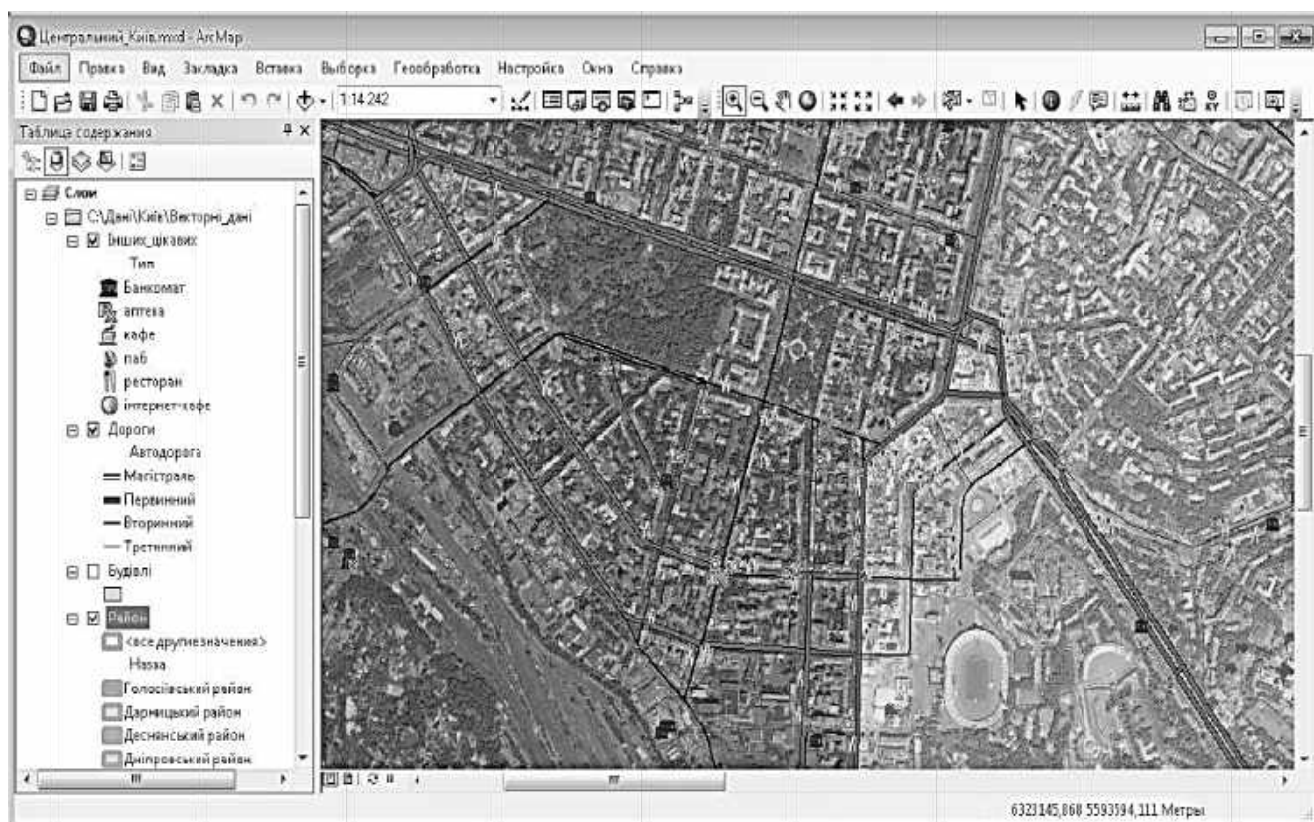 Центральний_Київ.mxd - ArcMap
Файл Правка Вид Закладка Вставка Выборка Геообработка Настройка Окна Справка
1:14 242
Таблица содержания
Слои
C:\Дані\Київ\Векторні_дані
Інших_цікавих
Тип
Банкомат
аптека
кафе
паб
ресторан
інтернет-кафе
Дороги
Автодорога
Магістраль
Первинний
Вторинний
Третинний
Будівлі
Район
<все другие значения>
Назва
Голосіївський район
Дарницький район
Деснянський район
Дніпровський район
6323145,868 5593594,111 Метры